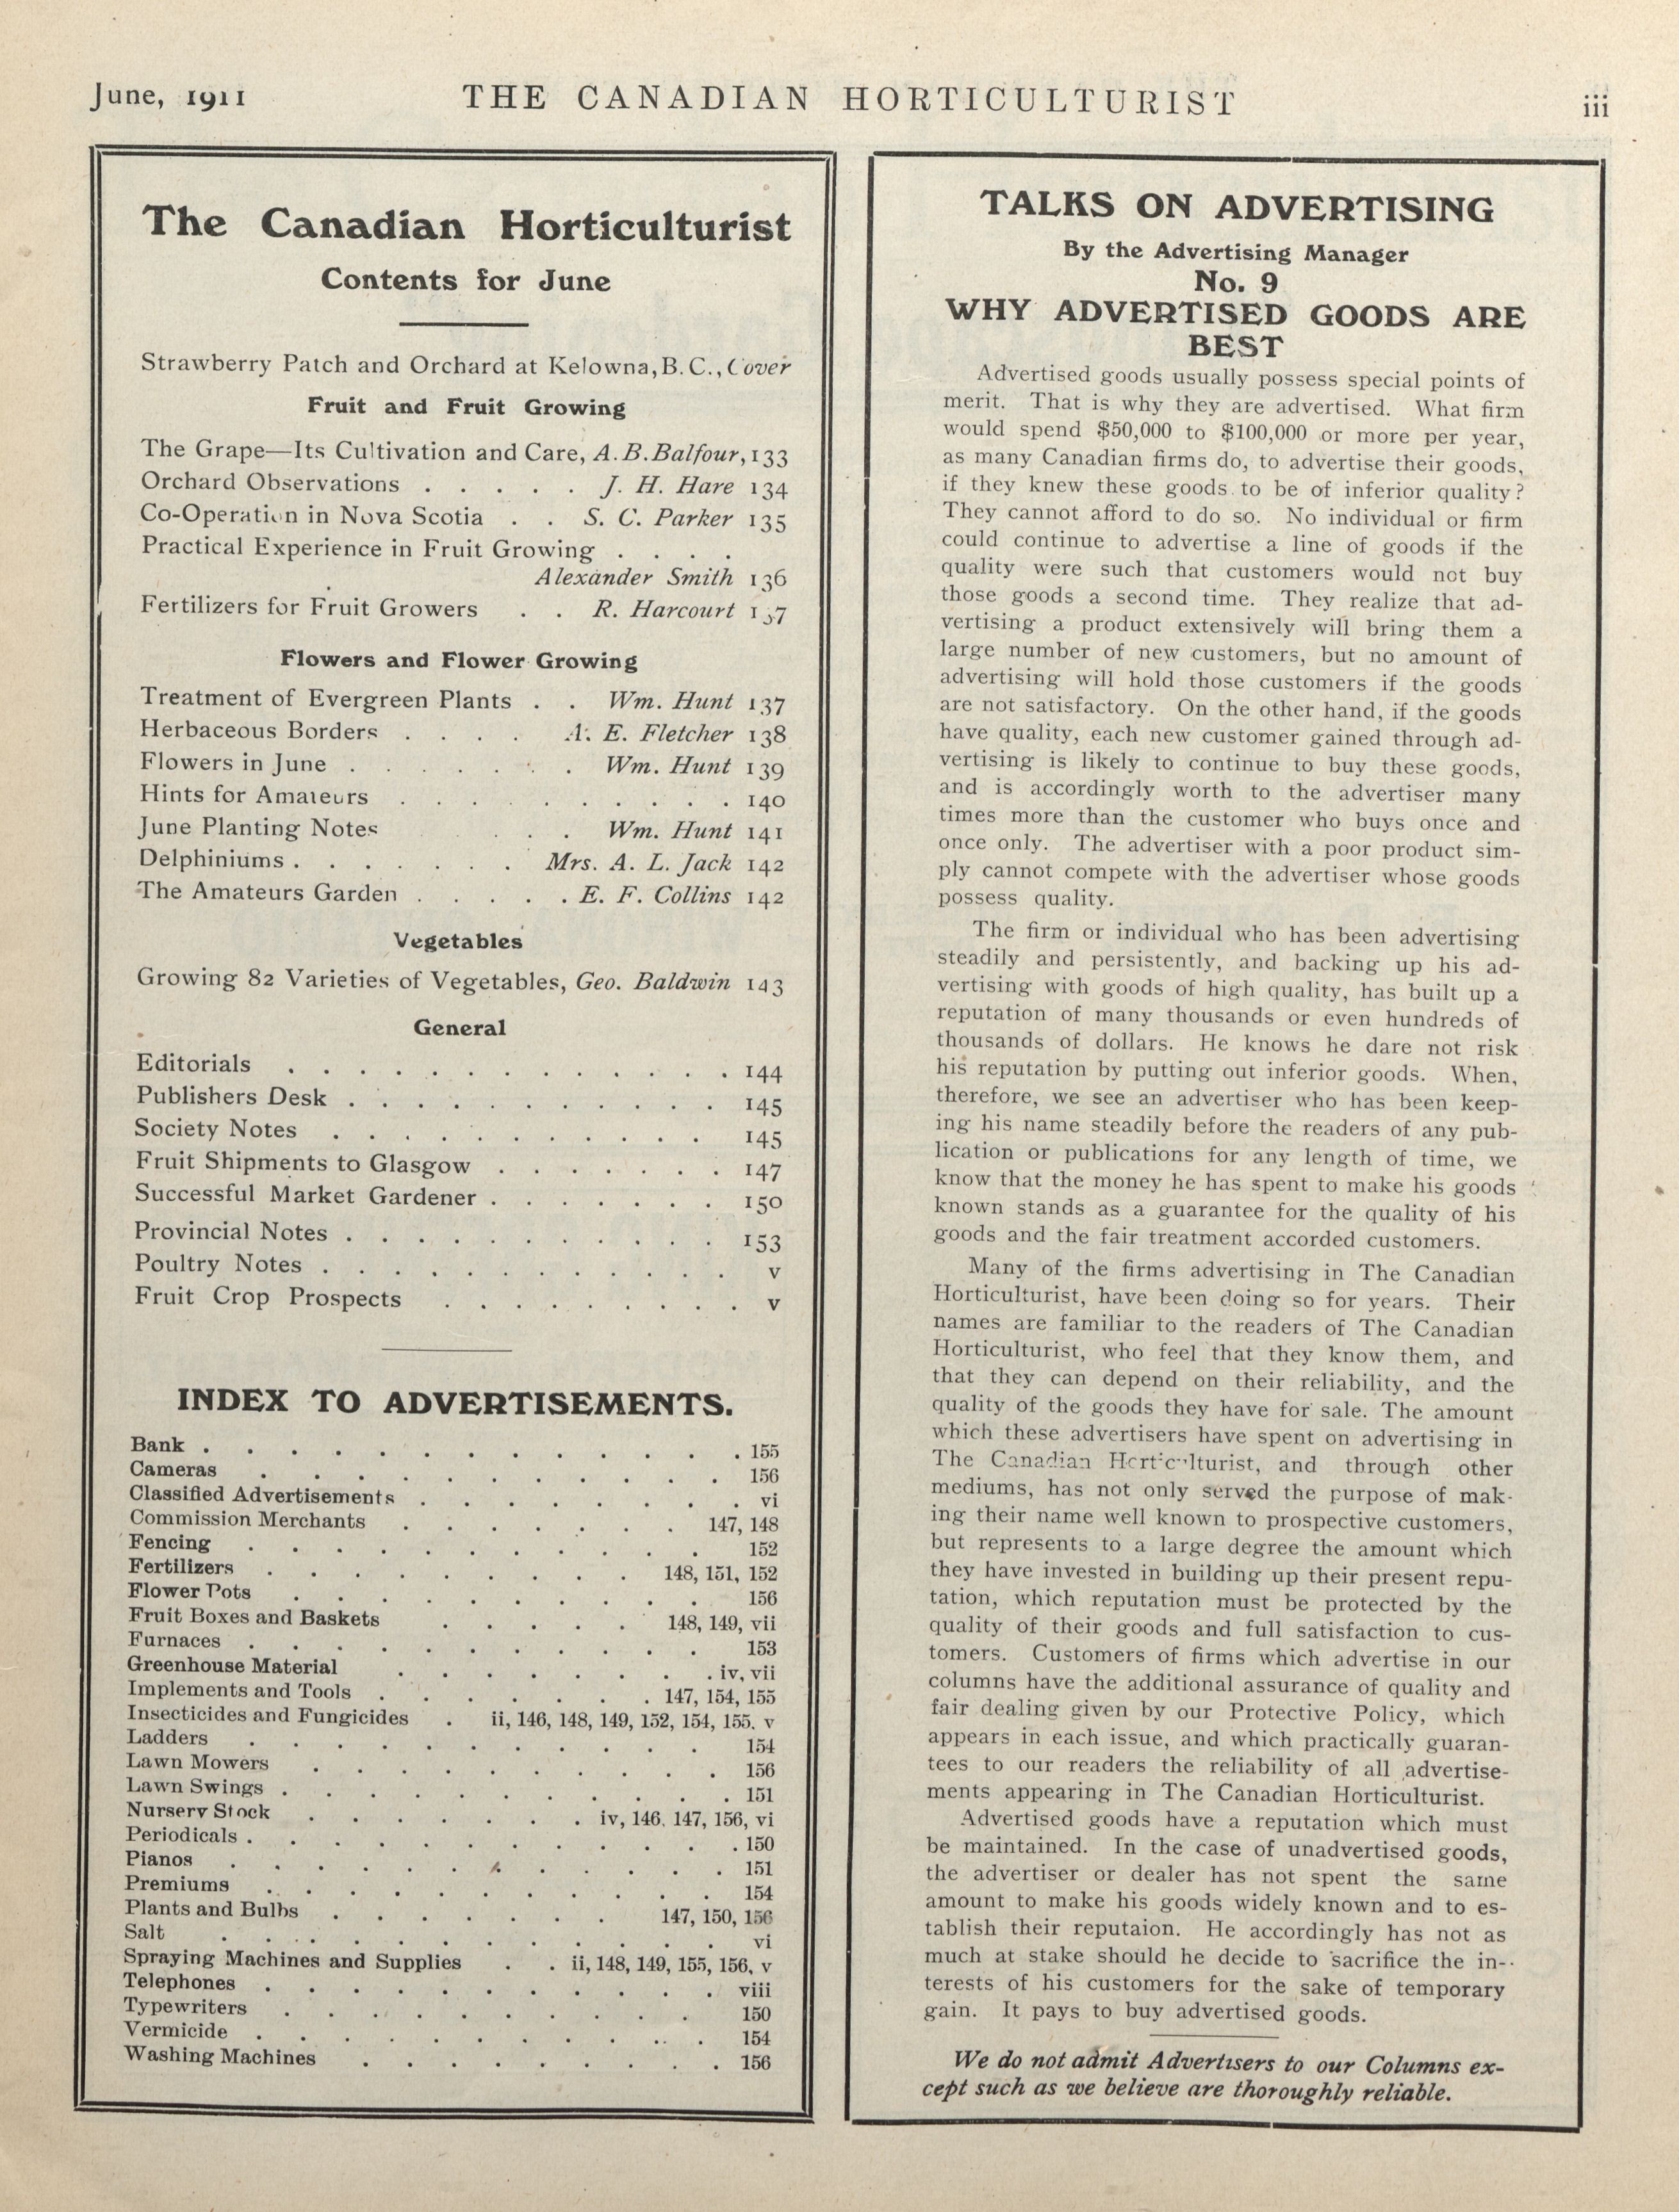 June, 1911
THE CANADIAN HORTICULTURIST
iii
The Canadian Horticulturist
Contents for June
Strawberry Patch and Orchard at Kelowna, B.C., Cover
Fruit and Fruit Growing
The Grape—Its Cultivation and Care, A. B. Balfour, 133
Orchard Observations . . . . . J. H. Hare 134
Co-Operation in Nova Scotia . . S. C. Parker 135
Practical Experience in Fruit Growing . . . .
Alexander Smith 136
Fertilizers for Fruit Growers . . R. Harcourt 137
Flowers and Flower Growing
Treatment of Evergreen Plants . . Wm. Hunt 137
Herbaceous Borders . . . . A. E. Fletcher 138
Flowers in June . . . . . . . Wm. Hunt 139
Hints for Amateurs . . . . . . . . . 140
June Planting Notes . . . Wm. Hunt 141
Delphiniums . . . . . . . Mrs. A. L. Jack 142
The Amateurs Garden . . . . . E. F. Collins 142
Vegetables
Growing 82 Varieties of Vegetables, Geo. Baldwin 143
General
Editorials . . . . . . . . . . . . . 144
Publishers Desk . . . . . . . . . . . 145
Society Notes . . . . . . . . . . . 145
Fruit Shipments to Glasgow . . . . . . . 147
Successful Market Gardener . . . . . . . 150
Provincial Notes . . . . . . . . . . . 153
Poultry Notes . . . . . . . . . . . . v
Fruit Crop Prospects . . . . . . . . . v
INDEX TO ADVERTISEMENTS.
Bank . . . . . . . . . . . . . 155
Cameras . . . . . . . . . . . 156
Classified Advertisements . . . . . . . . vi
Commission Merchants . . . . . . . 147, 148
Fencing . . . . . . . . . . . 152
Fertilizers . . . . . . . . . 148, 151, 152
Flower Pots . . . . . . . . . . 156
Fruit Boxes and Baskets . . . . . 148, 149, vii
Furnaces . . . . . . . . . . . 153
Greenhouse Material . . . . . . . . iv, vii
Implements and Tools . . . . . . . 147, 154, 155
Insecticides and Fungicides . ii, 146, 148, 149, 152, 154, 155, v
Ladders . . . . . . . . . . . 154
Lawn Mowers . . . . . . . . . . 156
Lawn Swings . . . . . . . . . . . 151
Nursery Stock . . . . . . . iv, 146, 147, 156, vi
Periodicals . . . . . . . . . . . . 150
Pianos . . . . . . . . . . . . 151
Premiums . . . . . . . . . . . 154
Plants and Bulbs . . . . . . . 147, 150, 156
Salt . . . . . . . . . . . . vi
Spraying Machines and Supplies . . ii, 148, 149, 155, 156, v
Telephones . . . . . . . . . . . viii
Typewriters . . . . . . . . . . 150
Vermicide . . . . . . . . . . . 154
Washing Machines . . . . . . . . . 156
TALKS ON ADVERTISING
By the Advertising Manager
No. 9
WHY ADVERTISED GOODS ARE
BEST
Advertised goods usually possess special points of
merit. That is why they are advertised. What firm
would spend $50,000 to $100,000 or more per year,
as many Canadian firms do, to advertise their goods,
if they knew these goods to be of inferior quality?
They cannot afford to do so. No individual or firm
could continue to advertise a line of goods if the
quality were such that customers would not buy
those goods a second time. They realize that ad-
vertising a product extensively will bring them a
large number of new customers, but no amount of
advertising will hold those customers if the goods
are not satisfactory. On the other hand, if the goods
have quality, each new customer gained through ad-
vertising is likely to continue to buy these goods,
and is accordingly worth to the advertiser many
times more than the customer who buys once and
once only. The advertiser with a poor product sim-
ply cannot compete with the advertiser whose goods
possess quality.
The firm or individual who has been advertising
steadily and persistently, and backing up his ad-
vertising with goods of high quality, has built up a
reputation of many thousands or even hundreds of
thousands of dollars. He knows he dare not risk
his reputation by putting out inferior goods. When,
therefore, we see an advertiser who has been keep-
ing his name steadily before the readers of any pub-
lication or publications for any length of time, we
know that the money he has spent to make his goods
known stands as a guarantee for the quality of his
goods and the fair treatment accorded customers.
Many of the firms advertising in The Canadian
Horticulturist, have been doing so for years. Their
names are familiar to the readers of The Canadian
Horticulturist, who feel that they know them, and
that they can depend on their reliability, and the
quality of the goods they have for sale. The amount
which these advertisers have spent on advertising in
The Canadian Horticulturist, and through other
mediums, has not only served the purpose of mak-
ing their name well known to prospective customers,
but represents to a large degree the amount which
they have invested in building up their present repu-
tation, which reputation must be protected by the
quality of their goods and full satisfaction to cus-
tomers. Customers of firms which advertise in our
columns have the additional assurance of quality and
fair dealing given by our Protective Policy, which
appears in each issue, and which practically guaran-
tees to our readers the reliability of all advertise-
ments appearing in The Canadian Horticulturist.
Advertised goods have a reputation which must
be maintained. In the case of unadvertised goods,
the advertiser or dealer has not spent the same
amount to make his goods widely known and to es-
tablish their reputaion. He accordingly has not as
much at stake should he decide to sacrifice the in-
terests of his customers for the sake of temporary
gain. It pays to buy advertised goods.
We do not admit Advertisers to our Columns ex-
cept such as we believe are thoroughly reliable.